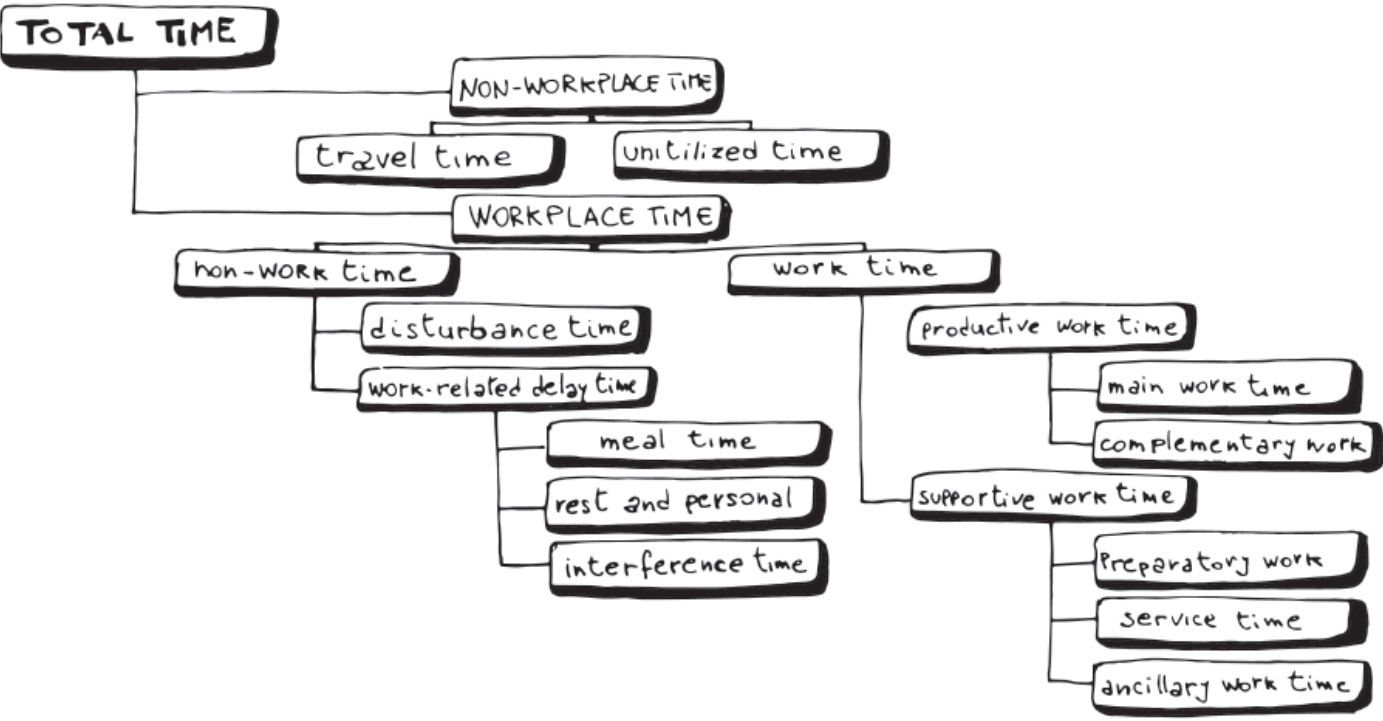 TOTAL TIME
NON-WORKPLACE TIME
travel time
unitilized time
WORKPLACE TIME
non-WORK time
work time
disturbance time
productive work time
work-related delay time
main work time
meal time
complementary work
rest and personal
supportive work time
interference time
Preparatory work
service time
ancillary work time